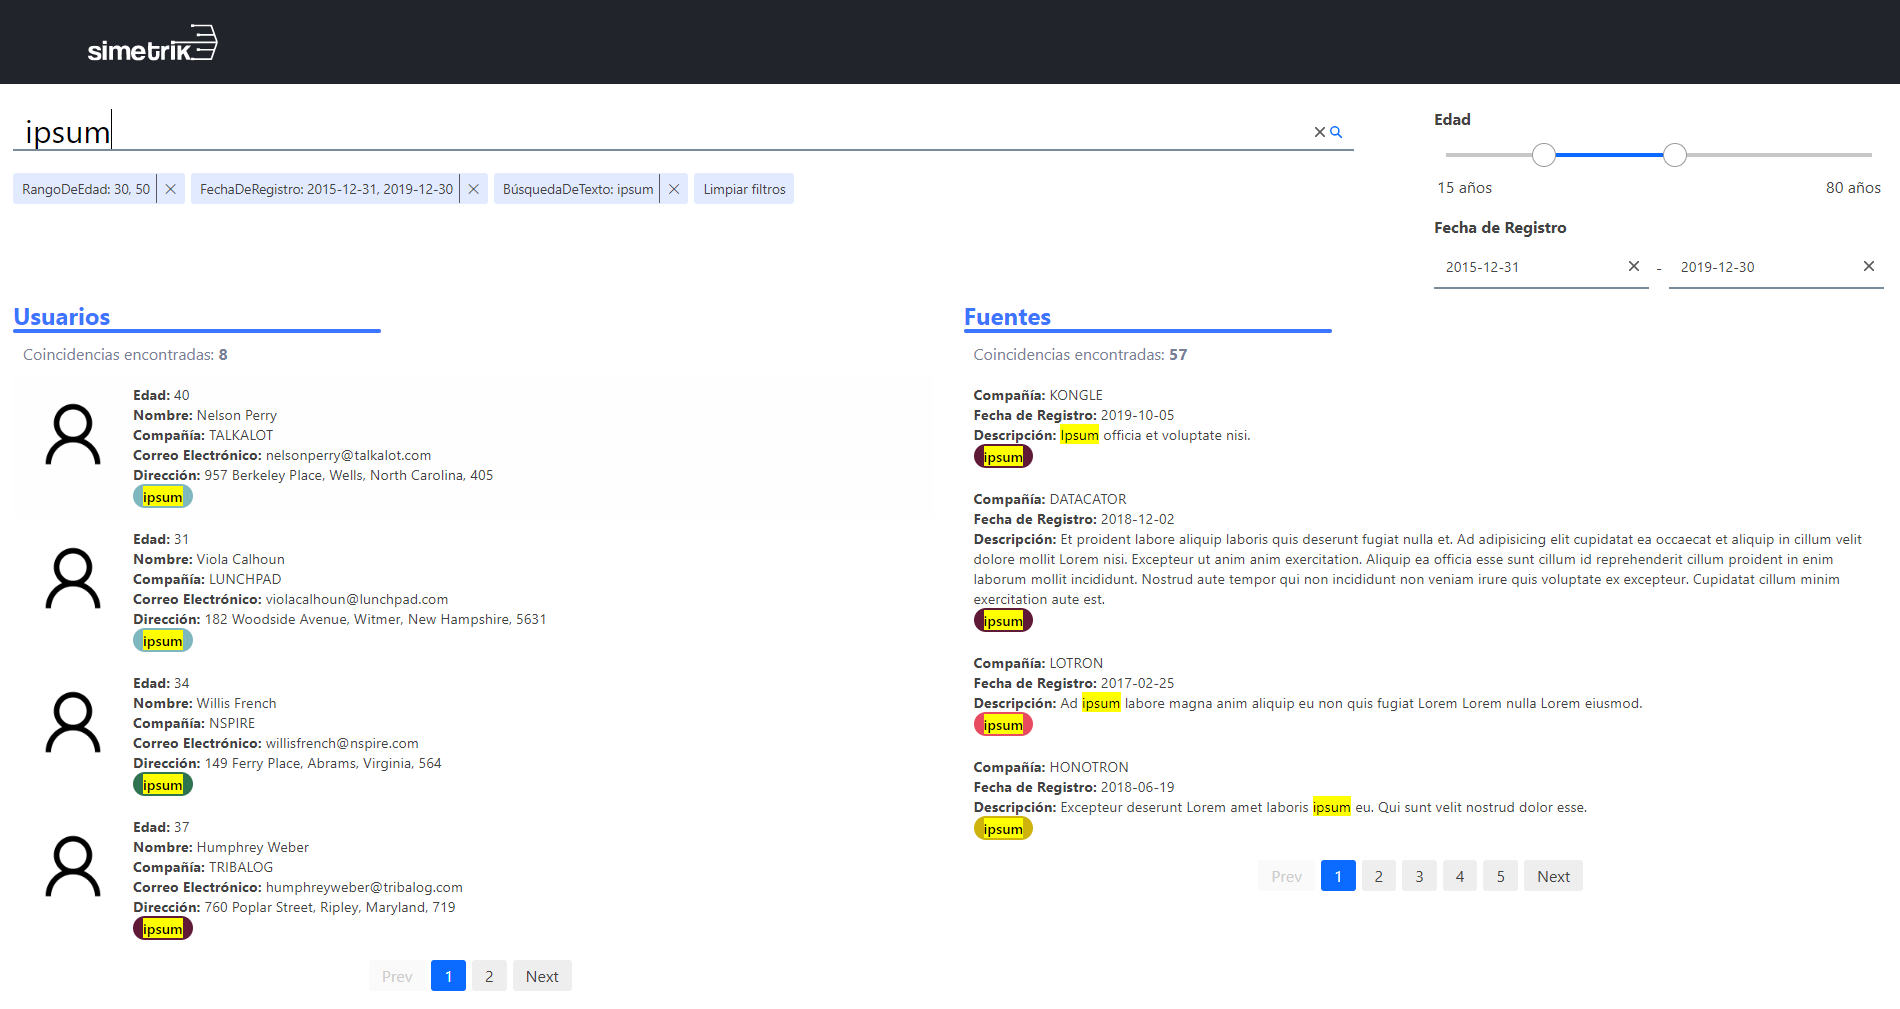 simetrik
ipsum
RangoDeEdad: 30, 50
FechaDeRegistro: 2015-12-31, 2019-12-30
BúsquedaDeTexto: ipsum
Limpiar filtros
Edad
15 años
80 años
Fecha de Registro
2015-12-31 - 2019-12-30
Usuarios
Coincidencias encontradas: 8
Edad: 40
Nombre: Nelson Perry
Compañía: TALKALOT
Correo Electrónico: nelsonperry@talkalot.com
Dirección: 957 Berkeley Place, Wells, North Carolina, 405
ipsum
Edad: 31
Nombre: Viola Calhoun
Compañía: LUNCHPAD
Correo Electrónico: violacalhoun@lunchpad.com
Dirección: 182 Woodside Avenue, Witmer, New Hampshire, 5631
ipsum
Edad: 34
Nombre: Willis French
Compañía: NSPIRE
Correo Electrónico: willisfrench@nspire.com
Dirección: 149 Ferry Place, Abrams, Virginia, 564
ipsum
Edad: 37
Nombre: Humphrey Weber
Compañía: TRIBALOG
Correo Electrónico: humphreyweber@tribalog.com
Dirección: 760 Poplar Street, Ripley, Maryland, 719
ipsum
Prev 1 2 Next
Fuentes
Coincidencias encontradas: 57
Compañía: KONGLE
Fecha de Registro: 2019-10-05
Descripción: Ipsum officia et voluptate nisi.
ipsum
Compañía: DATACATOR
Fecha de Registro: 2018-12-02
Descripción: Et proident labore aliquip laboris quis deserunt fugiat nulla et. Ad adipisicing elit cupidatat ea occaecat et aliquip in cillum velit
dolore mollit Lorem nisi. Excepteur ut anim anim exercitation. Aliquip ea officia esse sunt cillum id reprehenderit cillum proident in enim
laborum mollit incididunt. Nostrud aute tempor qui non incididunt non veniam irure quis voluptate ex excepteur. Cupidatat cillum minim
exercitation aute est.
ipsum
Compañía: LOTRON
Fecha de Registro: 2017-02-25
Descripción: Ad ipsum labore magna anim aliquip eu non quis fugiat Lorem Lorem nulla Lorem eiusmod.
ipsum
Compañía: HONOTRON
Fecha de Registro: 2018-06-19
Descripción: Excepteur deserunt Lorem amet laboris ipsum eu. Qui sunt velit nostrud dolor esse.
ipsum
Prev 1 2 3 4 5 Next